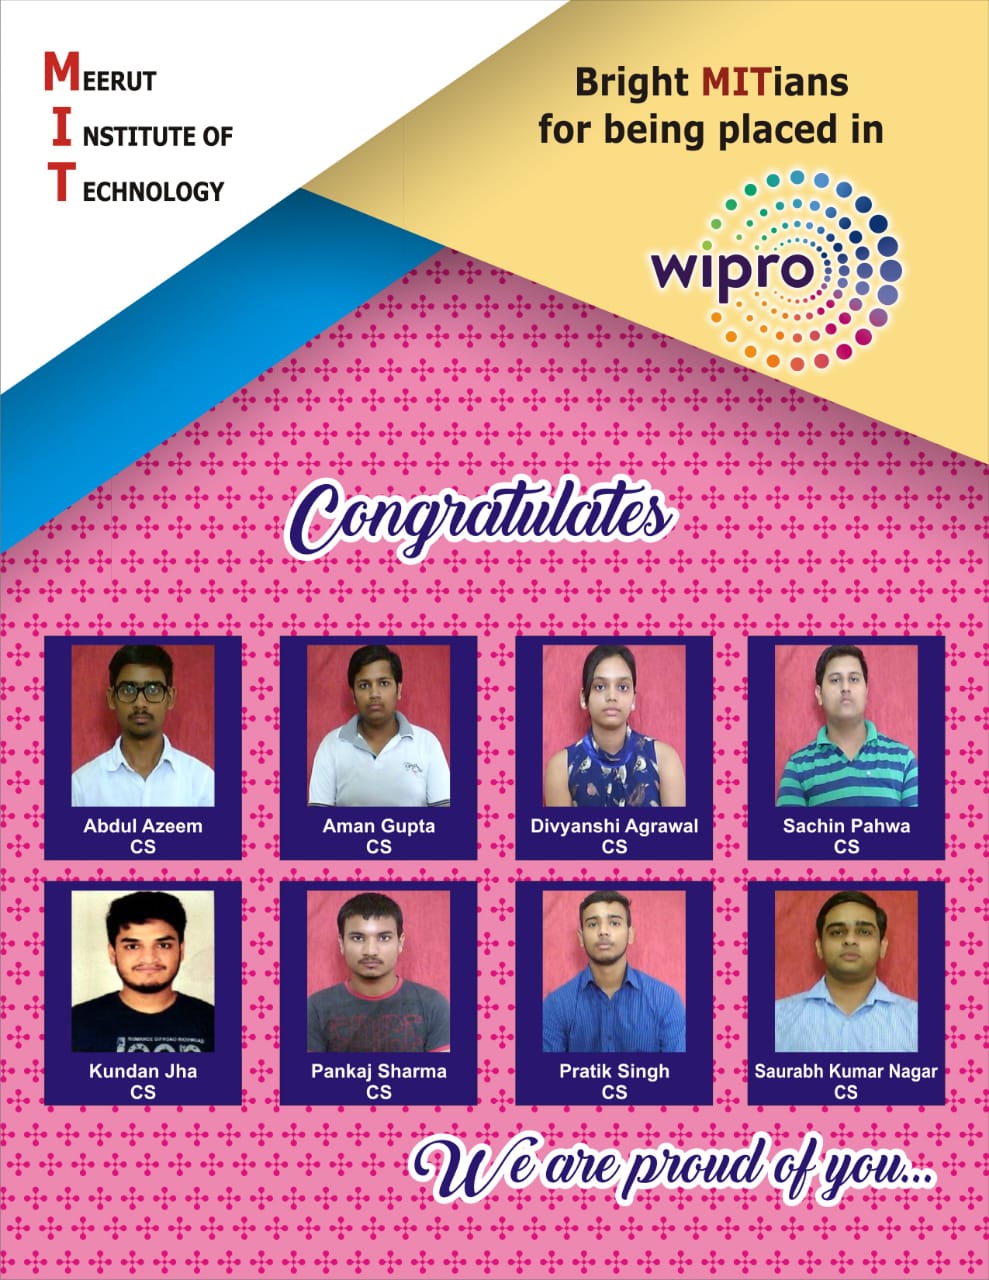 MEERUT
INSTITUTE OF
TECHNOLOGY
Bright MITians
for being placed in
wipro
Congratulates
Abdul Azeem
CS
Aman Gupta
CS
Divyanshi Agrawal
CS
Sachin Pahwa
CS
Kundan Jha
CS
Pankaj Sharma
CS
Pratik Singh
CS
Saurabh Kumar Nagar
CS
We are proud of you...